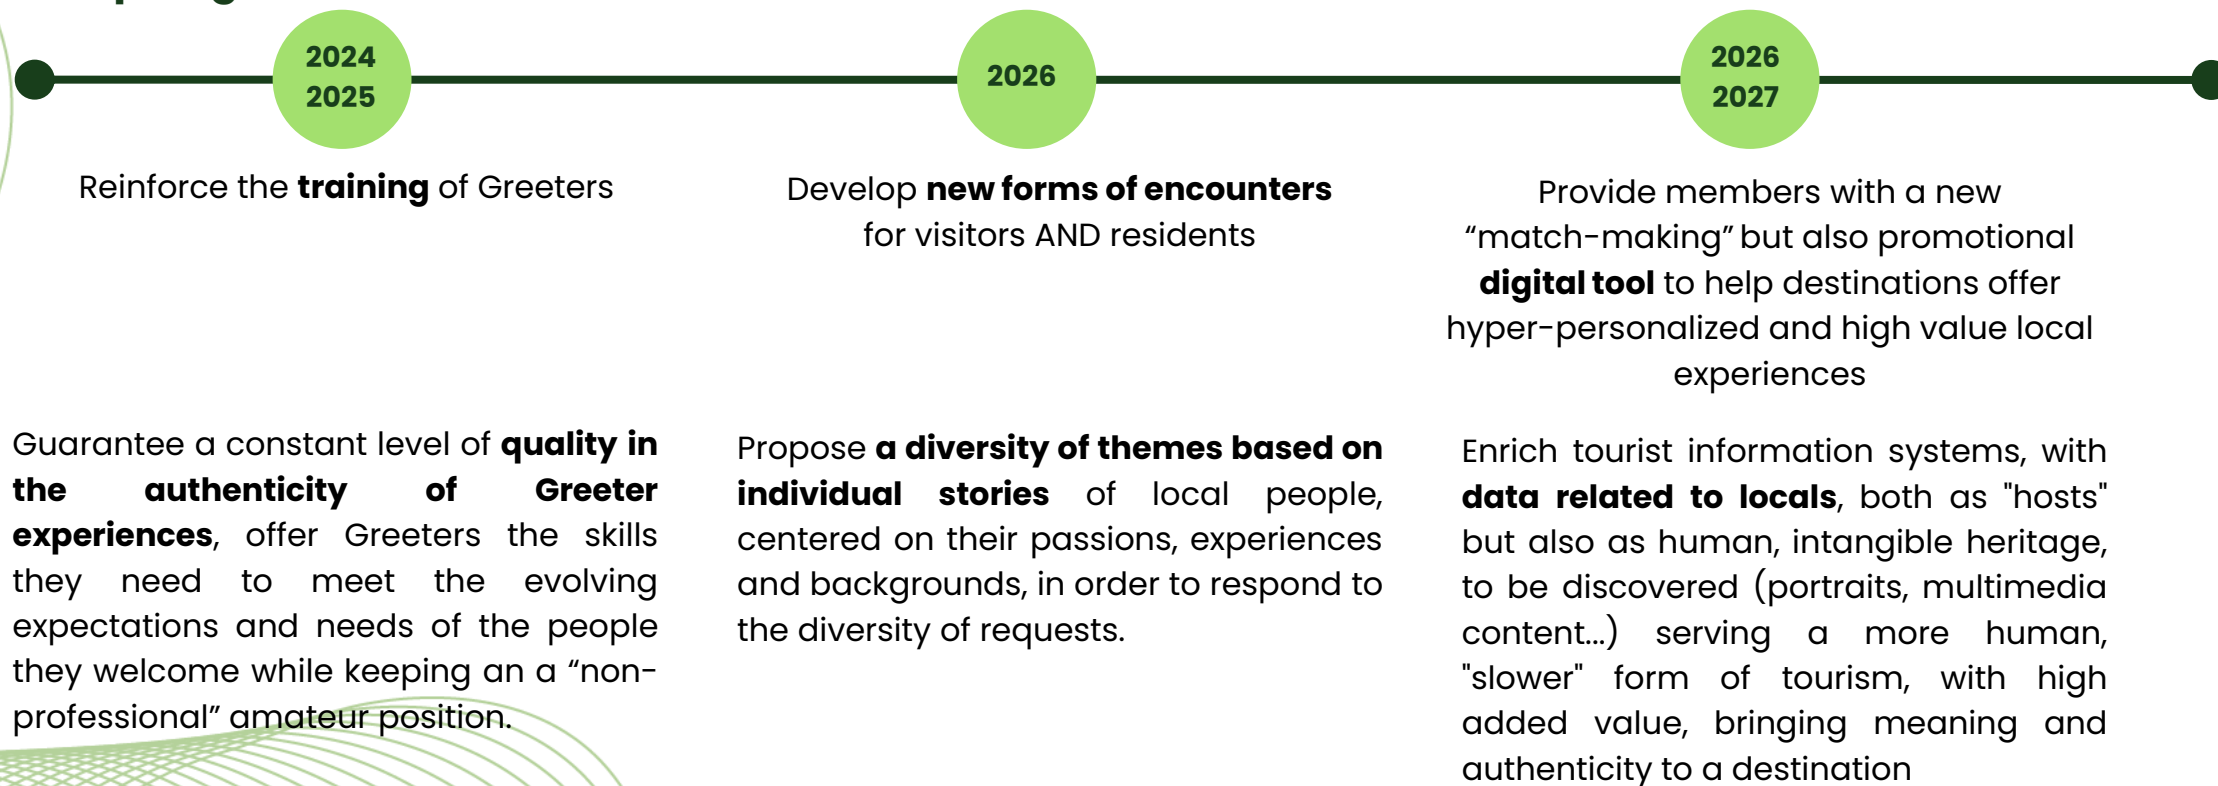 2024
2025
Reinforce the training of Greeters
Guarantee a constant level of quality in
the authenticity of Greeter
experiences, offer Greeters the skills
they need to meet the evolving
expectations and needs of the people
they welcome while keeping an a “non-
professional” amateur position.
2026
Develop new forms of encounters
for visitors AND residents
Propose a diversity of themes based on
individual stories of local people,
centered on their passions, experiences
and backgrounds, in order to respond to
the diversity of requests.
2026
2027
Provide members with a new
“match-making” but also promotional
digital tool to help destinations offer
hyper-personalized and high value local
experiences
Enrich tourist information systems, with
data related to locals, both as "hosts"
but also as human, intangible heritage,
to be discovered (portraits, multimedia
content...) serving a more human,
"slower" form of tourism, with high
added value, bringing meaning and
authenticity to a destination